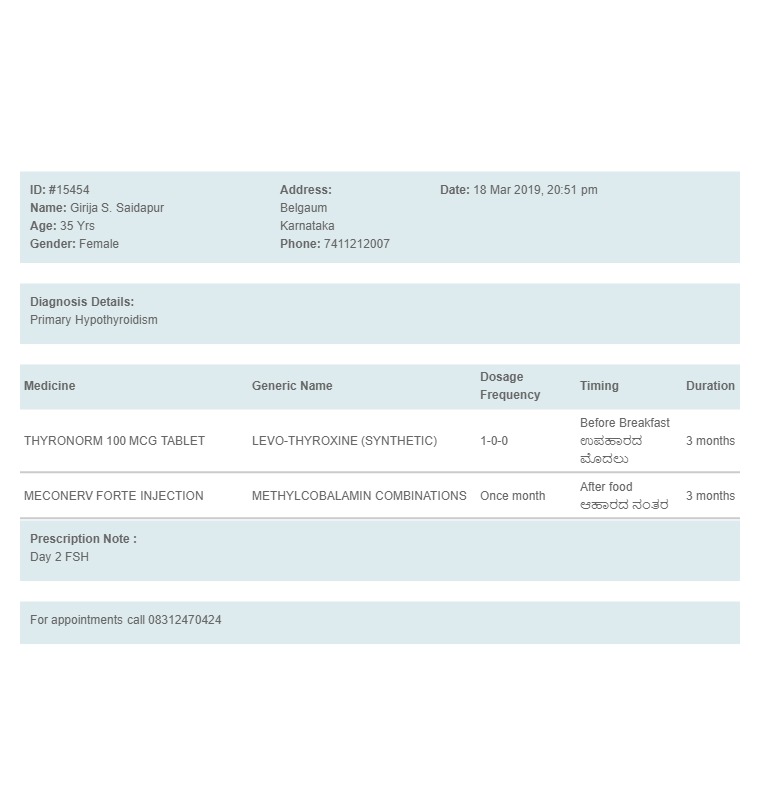 ID: #15454
Name: Girija S. Saidapur
Age: 35 Yrs
Gender: Female
Address:
Belgaum
Karnataka
Phone: 7411212007
Date: 18 Mar 2019, 20:51 pm
Diagnosis Details:
Primary Hypothyroidism
Medicine Generic Name Dosage Frequency Timing Duration
THYRONORM 100 MCG TABLET LEVO-THYROXINE (SYNTHETIC) 1-0-0 Before Breakfast 3 months
ಉಪಹಾರದ
ಮೊದಲು
MECONERV FORTE INJECTION METHYLCOBALAMIN COMBINATIONS Once month After food 3 months
ಆಹಾರದ ನಂತರ
Prescription Note :
Day 2 FSH
For appointments call 08312470424